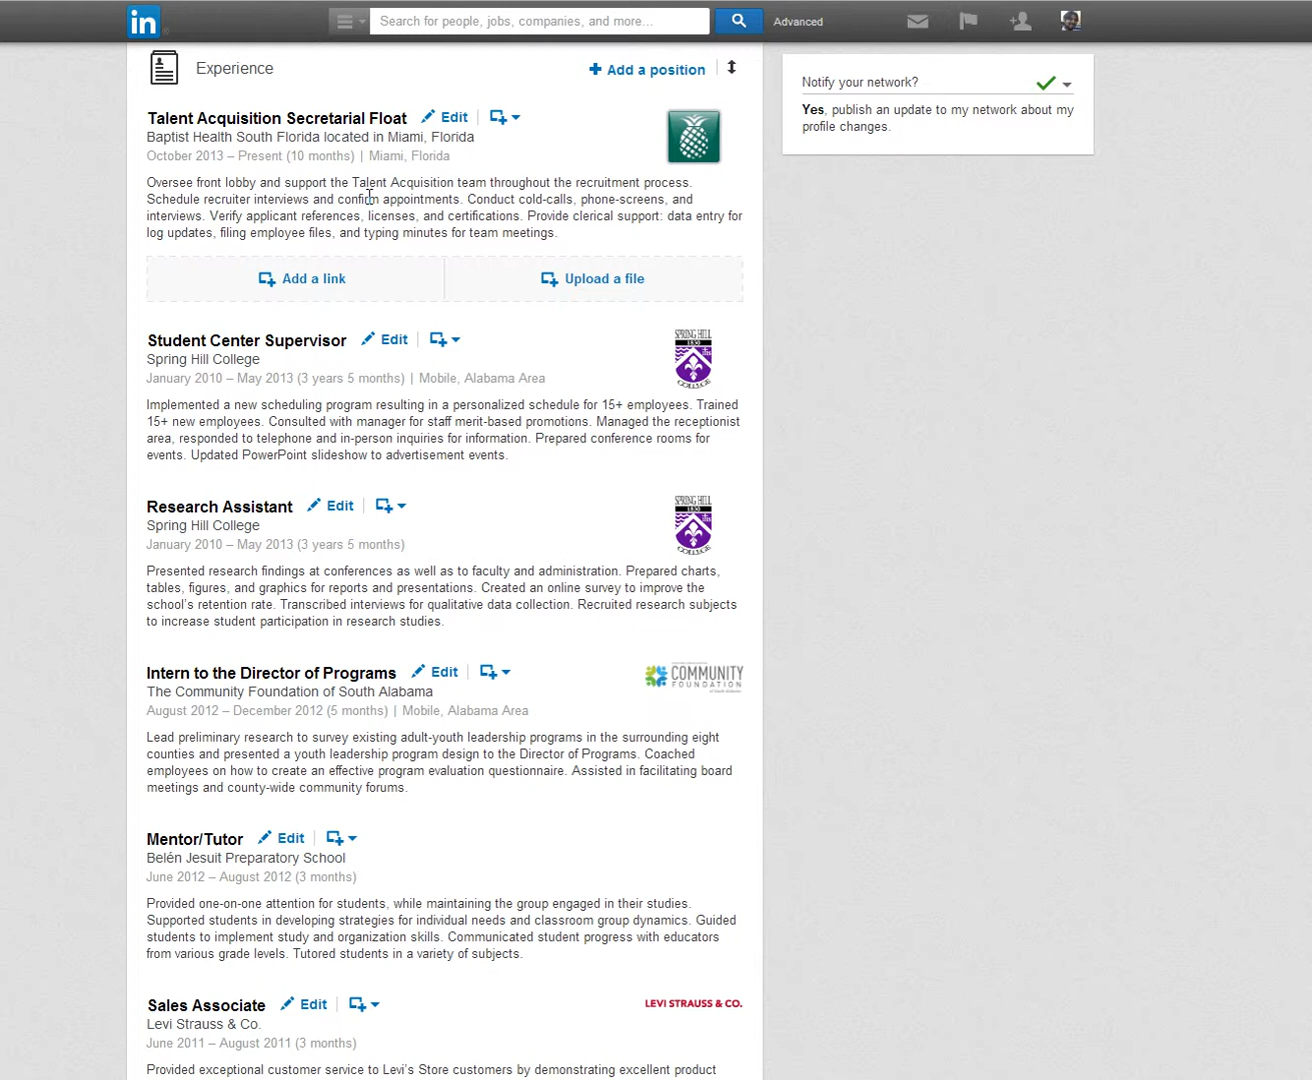 in Search for people, jobs, companies, and more... Advanced
Experience
Add a position
Notify your network?
Yes, publish an update to my network about my
profile changes.
Talent Acquisition Secretarial Float Edit
Baptist Health South Florida located in Miami, Florida
October 2013 – Present (10 months) | Miami, Florida
Oversee front lobby and support the Talent Acquisition team throughout the recruitment process.
Schedule recruiter interviews and confirm appointments. Conduct cold-calls, phone-screens, and
interviews. Verify applicant references, licenses, and certifications. Provide clerical support: data entry for
log updates, filing employee files, and typing minutes for team meetings.
Add a link Upload a file
Student Center Supervisor Edit
Spring Hill College
January 2010 – May 2013 (3 years 5 months) | Mobile, Alabama Area
SPRING HILL
1830
COLLEGE
Implemented a new scheduling program resulting in a personalized schedule for 15+ employees. Trained
15+ new employees. Consulted with manager for staff merit-based promotions. Managed the receptionist
area, responded to telephone and in-person inquiries for information. Prepared conference rooms for
events. Updated PowerPoint slideshow to advertisement events.
Research Assistant Edit
Spring Hill College
January 2010 – May 2013 (3 years 5 months)
SPRING HILL
1830
COLLEGE
Presented research findings at conferences as well as to faculty and administration. Prepared charts,
tables, figures, and graphics for reports and presentations. Created an online survey to improve the
school's retention rate. Transcribed interviews for qualitative data collection. Recruited research subjects
to increase student participation in research studies.
Intern to the Director of Programs Edit
The Community Foundation of South Alabama
August 2012 – December 2012 (5 months) | Mobile, Alabama Area
COMMUNITY
FOUNDATION
of South Alabama
Lead preliminary research to survey existing adult-youth leadership programs in the surrounding eight
counties and presented a youth leadership program design to the Director of Programs. Coached
employees on how to create an effective program evaluation questionnaire. Assisted in facilitating board
meetings and county-wide community forums.
Mentor/Tutor Edit
Belén Jesuit Preparatory School
June 2012 – August 2012 (3 months)
Provided one-on-one attention for students, while maintaining the group engaged in their studies.
Supported students in developing strategies for individual needs and classroom group dynamics. Guided
students to implement study and organization skills. Communicated student progress with educators
from various grade levels. Tutored students in a variety of subjects.
Sales Associate Edit
LEVI STRAUSS & CO.
Levi Strauss & Co.
June 2011 – August 2011 (3 months)
Provided exceptional customer service to Levi's Store customers by demonstrating excellent product